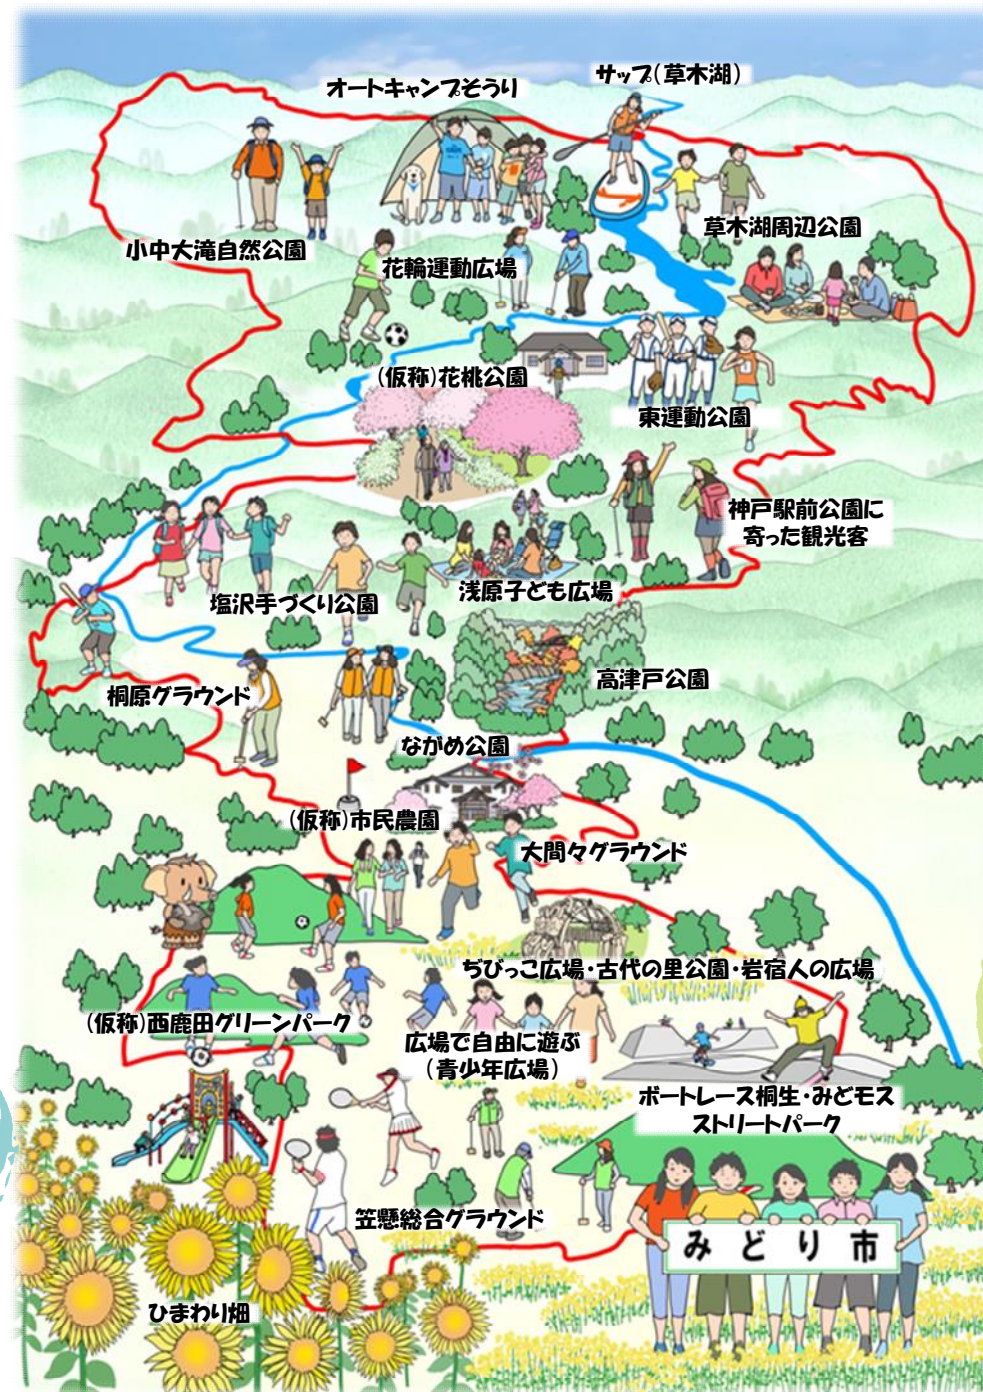 サップ(草木湖)
オートキャンプそうり
草木湖周辺公園
小中大滝自然公園
花輪運動広場
(仮称)花桃公園
東運動公園
神戸駅前公園に
寄った観光客
浅原子ども広場
塩沢手づくり公園
高津戸公園
桐原グラウンド
ながめ公園
(仮称)市民農園
大間々グラウンド
ちびっこ広場・古代の里公園・岩宿人の広場
(仮称)西鹿田グリーンパーク
広場で自由に遊ぶ
(青少年広場)
ボートレース桐生・みどモス
ストリートパーク
笠懸総合グラウンド
みどり市
ひまわり畑